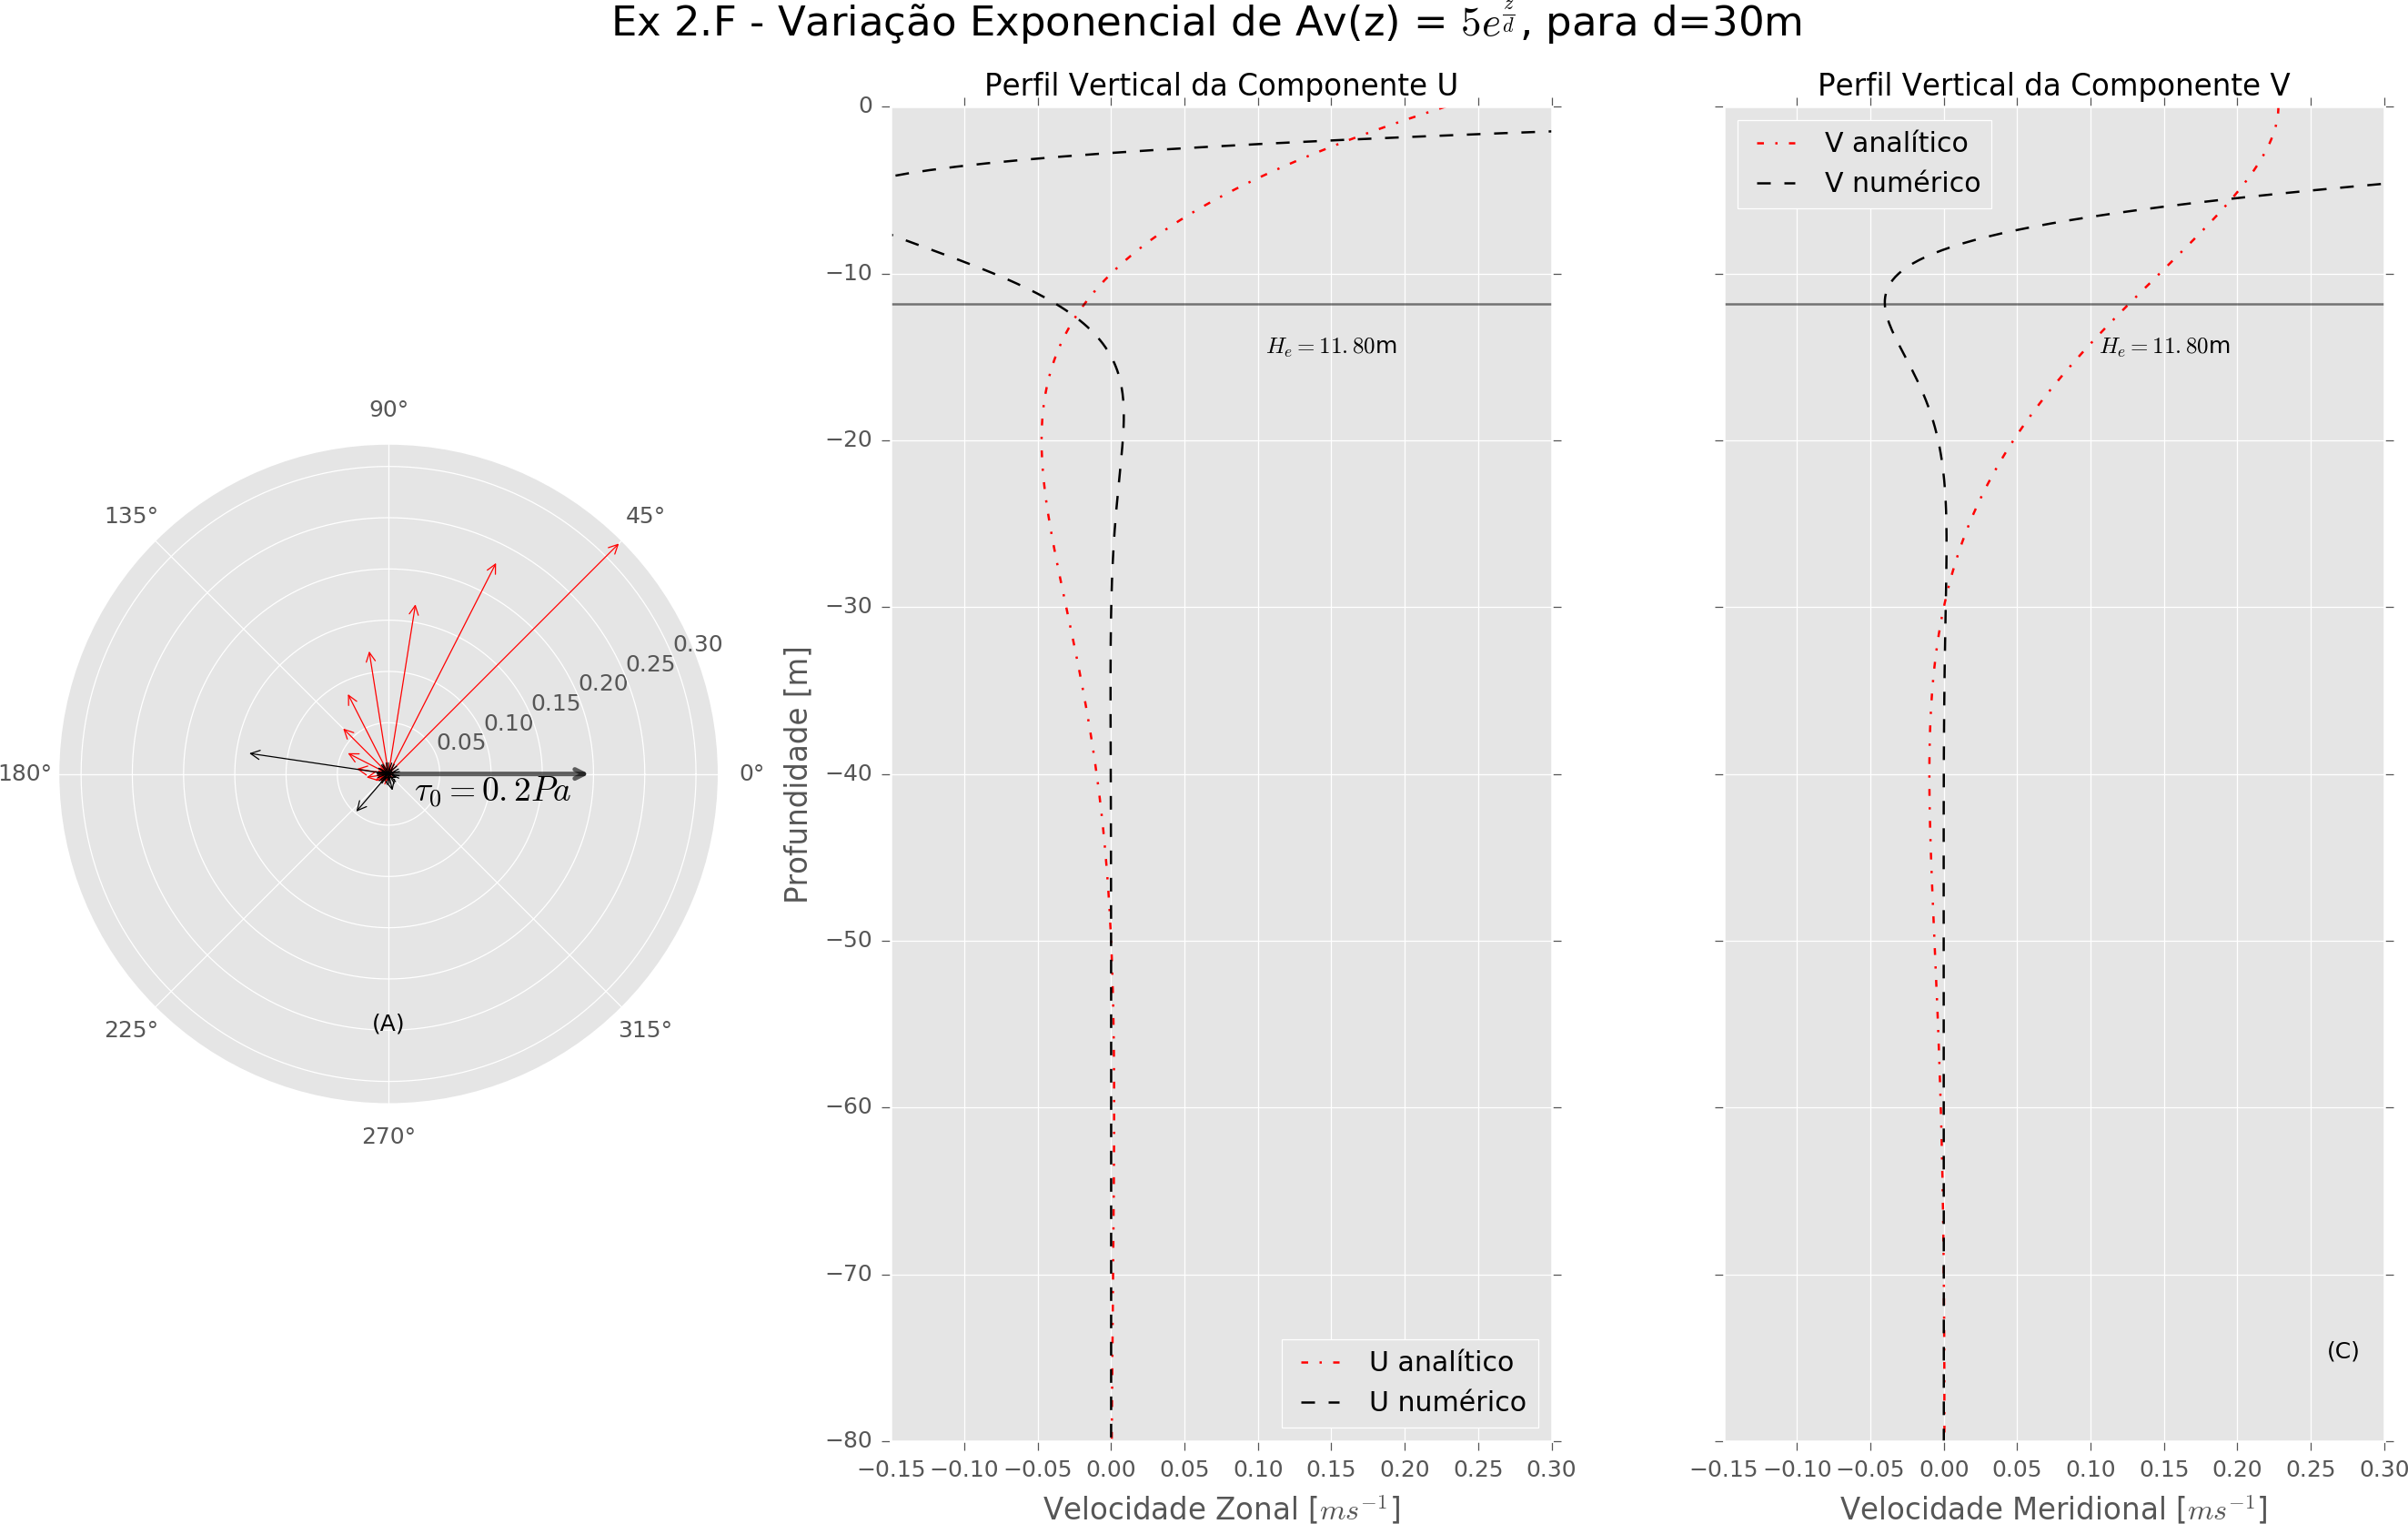 Ex 2.F - Variação Exponencial de Av(z) = 5e^{z/d}, para d=30m
90°
135°
45°
0.30
0.25
0.20
0.15
0.10
0.05
180°
0°
τ₀ = 0.2Pa
(A)
225°
315°
270°
Perfil Vertical da Componente U
0
−10
−20
−30
−40
−50
−60
−70
−80
Profundidade [m]
Hₑ = 11.80m
U analítico
U numérico
−0.15 −0.10 −0.05 0.00 0.05 0.10 0.15 0.20 0.25 0.30
Velocidade Zonal [ms⁻¹]
Perfil Vertical da Componente V
V analítico
V numérico
Hₑ = 11.80m
(C)
−0.15 −0.10 −0.05 0.00 0.05 0.10 0.15 0.20 0.25 0.30
Velocidade Meridional [ms⁻¹]